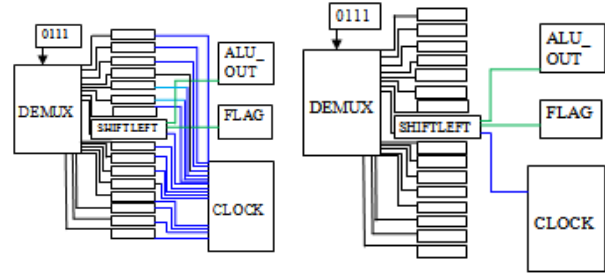 0111
ALU_
OUT
DEMUX
FLAG
SHIFTLEFT
CLOCK
0111
ALU_
OUT
DEMUX
FLAG
SHIFTLEFT
CLOCK